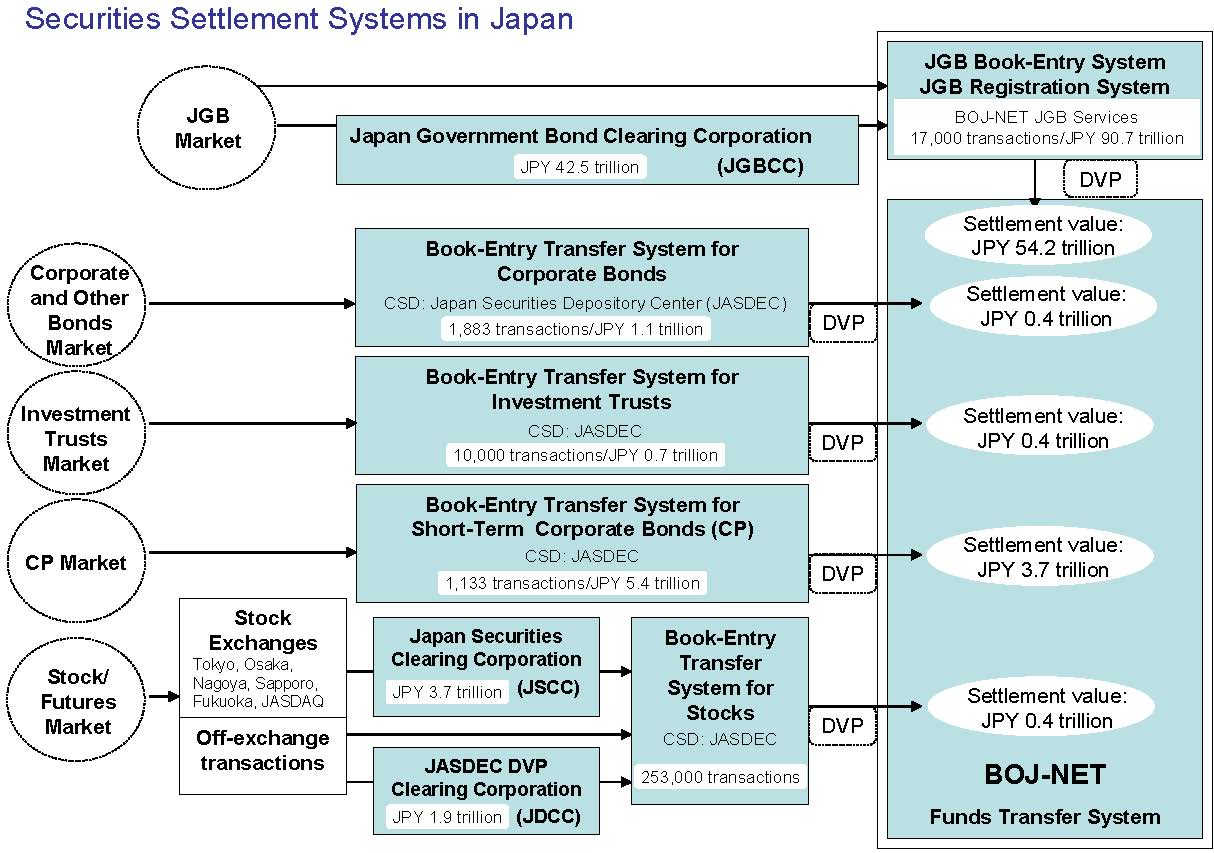 Securities Settlement Systems in Japan
JGB
Market
Japan Government Bond Clearing Corporation
JPY 42.5 trillion
(JGBCC)
JGB Book-Entry System
JGB Registration System
BOJ-NET JGB Services
17,000 transactions/JPY 90.7 trillion
DVP
Settlement value:
JPY 54.2 trillion
Corporate
and Other
Bonds
Market
Book-Entry Transfer System for
Corporate Bonds
CSD: Japan Securities Depository Center (JASDEC)
1,883 transactions/JPY 1.1 trillion
DVP
Settlement value:
JPY 0.4 trillion
Investment
Trusts
Market
Book-Entry Transfer System for
Investment Trusts
CSD: JASDEC
10,000 transactions/JPY 0.7 trillion
DVP
Settlement value:
JPY 0.4 trillion
CP Market
Book-Entry Transfer System for
Short-Term Corporate Bonds (CP)
CSD: JASDEC
1,133 transactions/JPY 5.4 trillion
DVP
Settlement value:
JPY 3.7 trillion
Stock/
Futures
Market
Stock
Exchanges
Tokyo, Osaka,
Nagoya, Sapporo,
Fukuoka, JASDAQ
Off-exchange
transactions
Japan Securities
Clearing Corporation
JPY 3.7 trillion
(JSCC)
JASDEC DVP
Clearing Corporation
JPY 1.9 trillion
(JDCC)
Book-Entry
Transfer
System for
Stocks
CSD: JASDEC
253,000 transactions
DVP
Settlement value:
JPY 0.4 trillion
BOJ-NET
Funds Transfer System